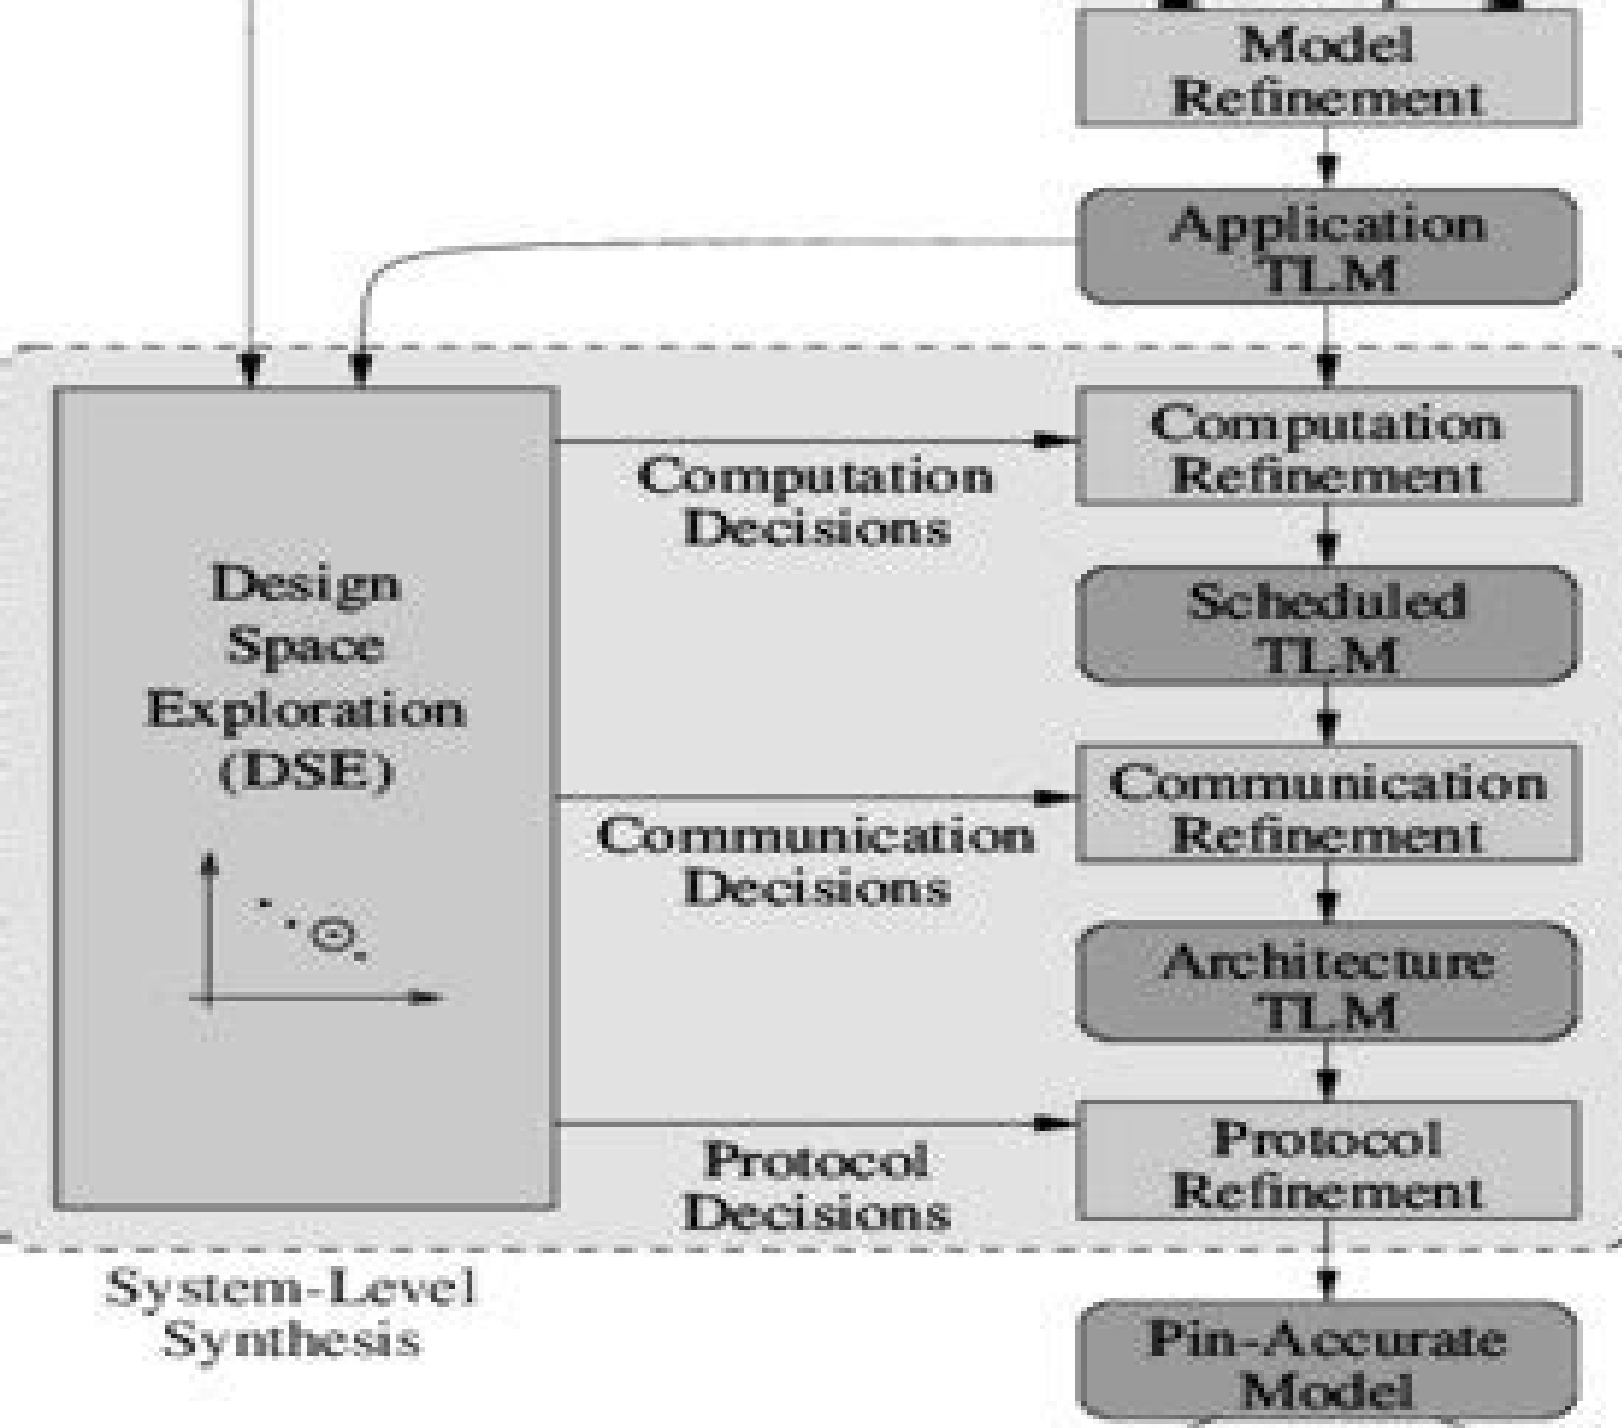 Model
Refinement
Application
TLM
Computation
Refinement
Computation
Decisions
Scheduled
TLM
Design
Space
Exploration
(DSE)
Communication
Refinement
Communication
Decisions
Architecture
TLM
Protocol
Refinement
Protocol
Decisions
System-Level
Synthesis
Pin-Accurate
Model